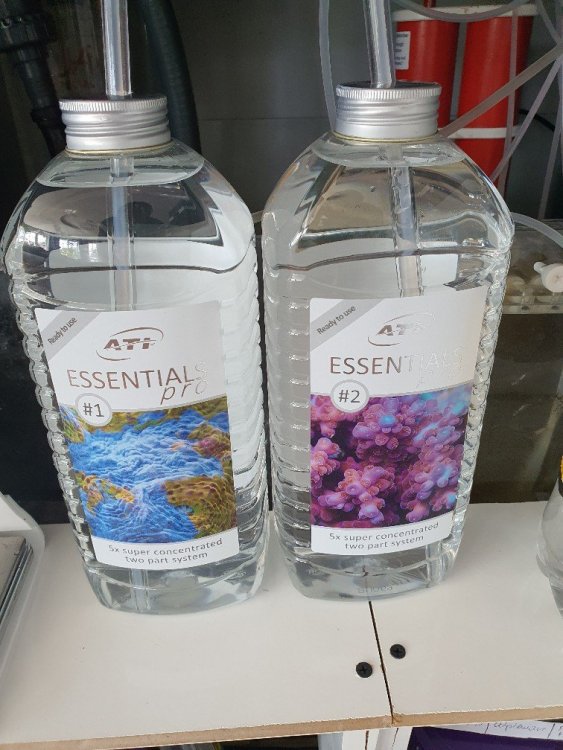 Ready to use
ATI
ESSENTIALS
pro
#1
5x super concentrated
two part system
Ready to use
ATI
ESSENTIALS
pro
#2
5x super concentrated
two part system